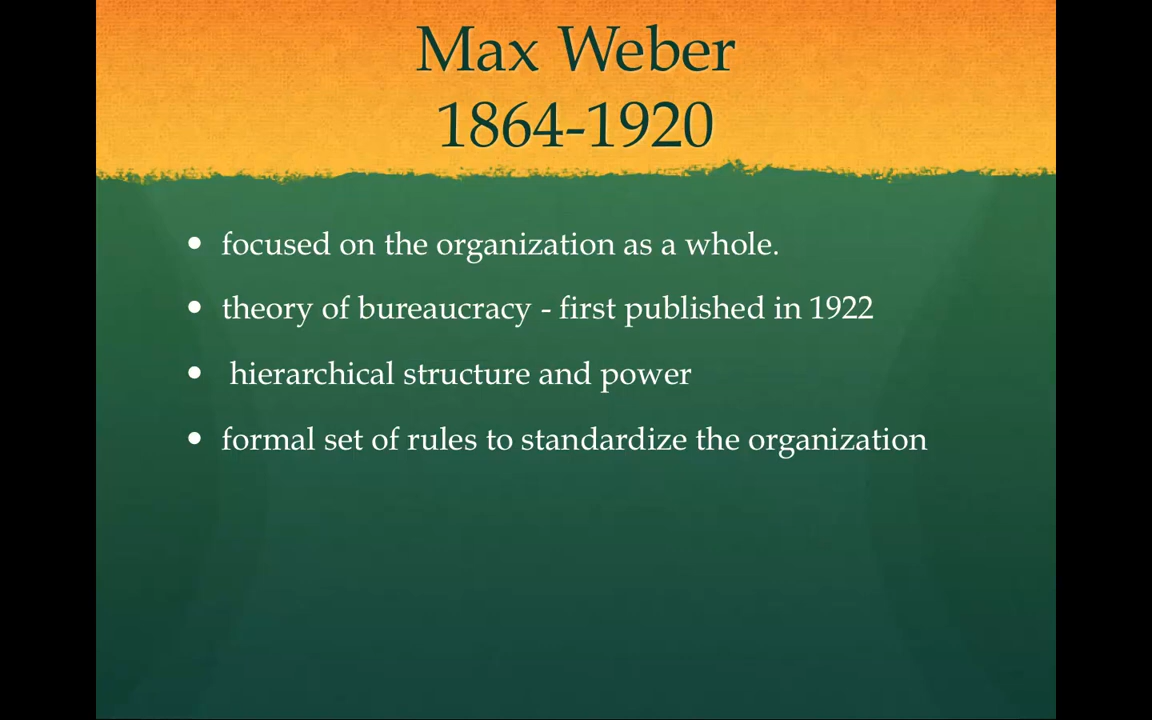 Max Weber
1864-1920
• focused on the organization as a whole.
• theory of bureaucracy - first published in 1922
• hierarchical structure and power
• formal set of rules to standardize the organization